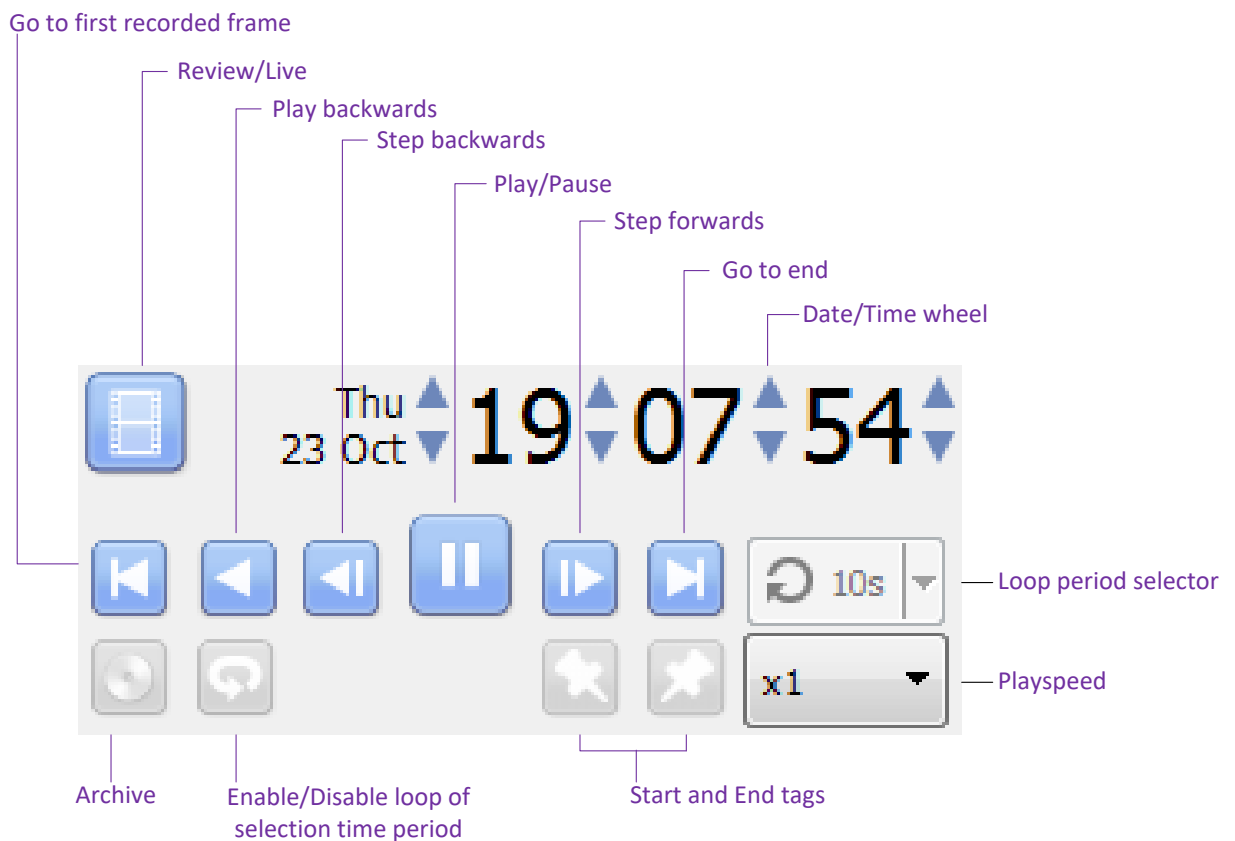 Go to first recorded frame
Review/Live
Play backwards
Step backwards
Play/Pause
Step forwards
Go to end
Date/Time wheel
Thu
23 Oct
19 07 54
10s
Loop period selector
x1
Playspeed
Archive
Enable/Disable loop of
selection time period
Start and End tags